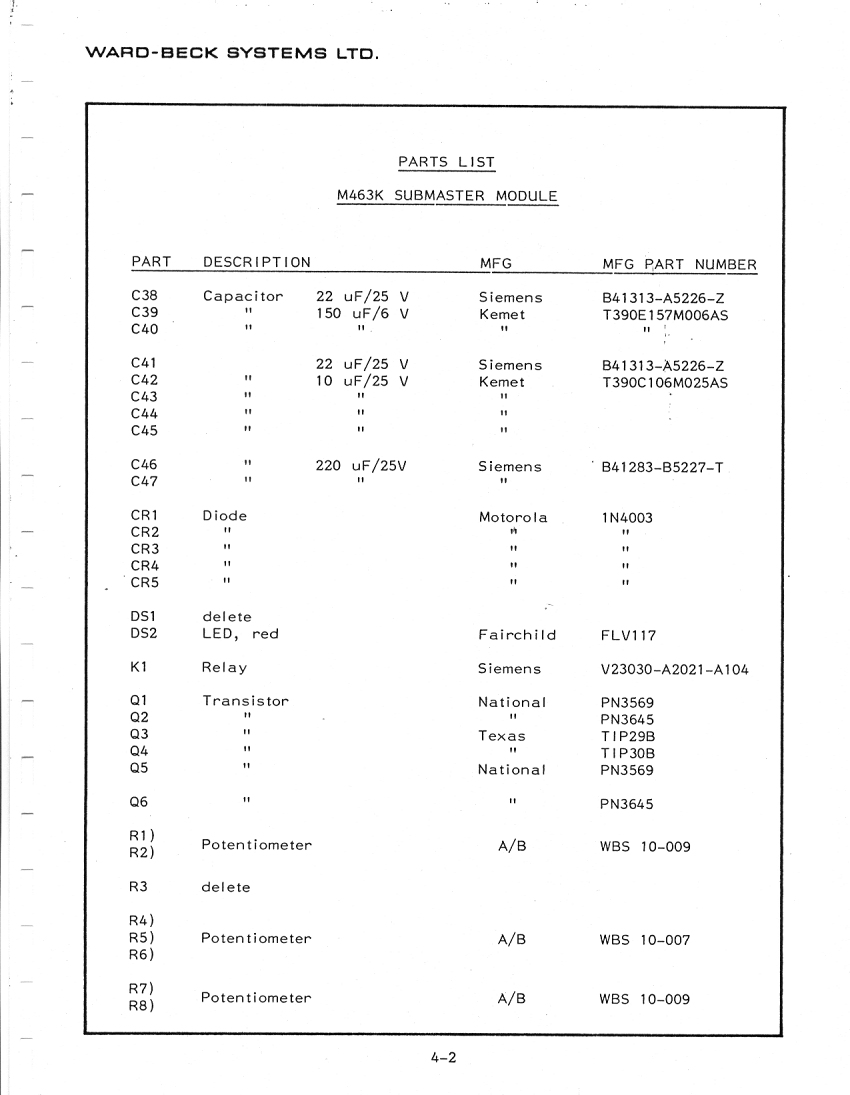 WARD-BECK SYSTEMS LTD.
PARTS LIST
M463K SUBMASTER MODULE
PART DESCRIPTION MFG MFG PART NUMBER
C38 Capacitor 22 uF/25 V Siemens B41313-A5226-Z
C39 " 150 uF/6 V Kemet T390E157M006AS
C40 " " " "
C41 22 uF/25 V Siemens B41313-A5226-Z
C42 " 10 uF/25 V Kemet T390C106M025AS
C43 " " "
C44 " " "
C45 " " "
C46 " 220 uF/25V Siemens B41283-B5227-T
C47 " " "
CR1 Diode Motorola 1N4003
CR2 " " "
CR3 " " "
CR4 " " "
CR5 " " "
DS1 delete
DS2 LED, red Fairchild FLV117
K1 Relay Siemens V23030-A2021-A104
Q1 Transistor National PN3569
Q2 " " PN3645
Q3 " Texas TIP29B
Q4 " " TIP30B
Q5 " National PN3569
Q6 " " PN3645
R1)
R2) Potentiometer A/B WBS 10-009
R3 delete
R4)
R5) Potentiometer A/B WBS 10-007
R6)
R7)
R8) Potentiometer A/B WBS 10-009
4-2